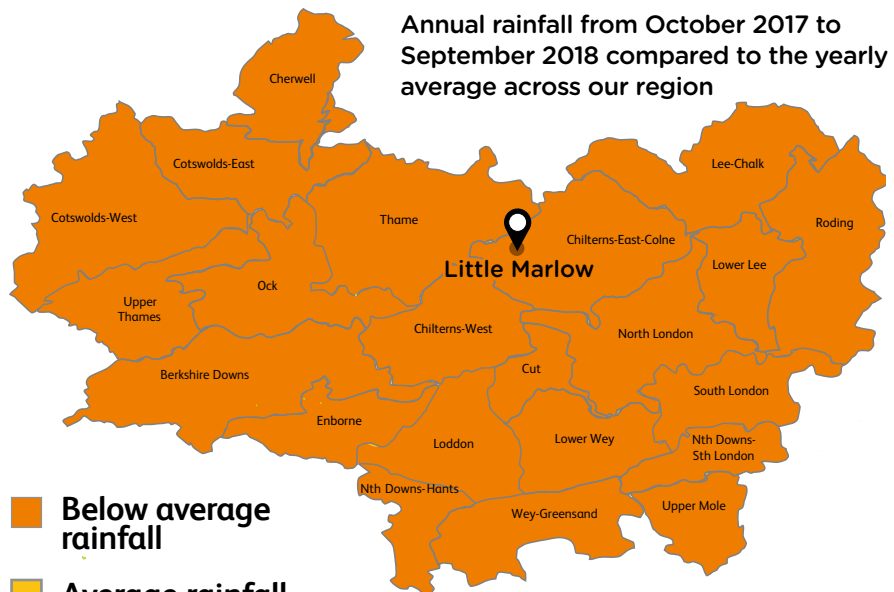 Annual rainfall from October 2017 to
September 2018 compared to the yearly
average across our region
Cherwell
Cotswolds-East
Lee-Chalk
Cotswolds-West
Thame
Roding
Chilterns-East-Colne
Little Marlow
Lower Lee
Ock
Upper
Thames
Chilterns-West
North London
Cut
Berkshire Downs
South London
Enborne
Loddon
Lower Wey
Nth Downs-
Sth London
Nth Downs-Hants
Wey-Greensand
Upper Mole
Below average
rainfall
Average rainfall